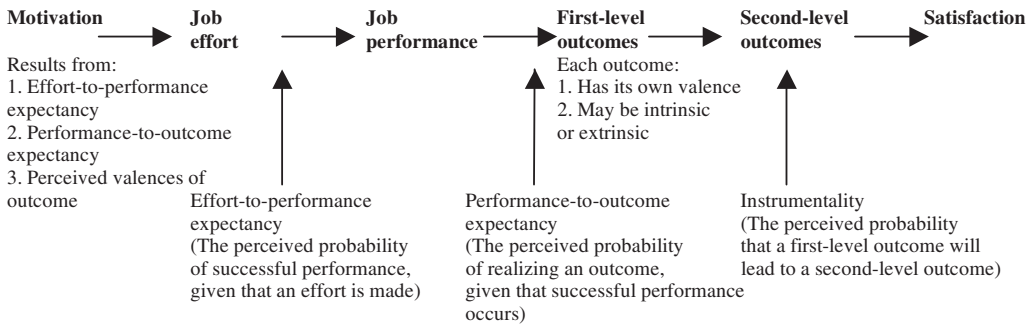 Motivation
Job
effort
Job
performance
First-level
outcomes
Second-level
outcomes
Satisfaction
Results from:
1. Effort-to-performance
expectancy
2. Performance-to-outcome
expectancy
3. Perceived valences of
outcome
Each outcome:
1. Has its own valence
2. May be intrinsic
or extrinsic
Effort-to-performance
expectancy
(The perceived probability
of successful performance,
given that an effort is made)
Performance-to-outcome
expectancy
(The perceived probability
of realizing an outcome,
given that successful performance
occurs)
Instrumentality
(The perceived probability
that a first-level outcome will
lead to a second-level outcome)